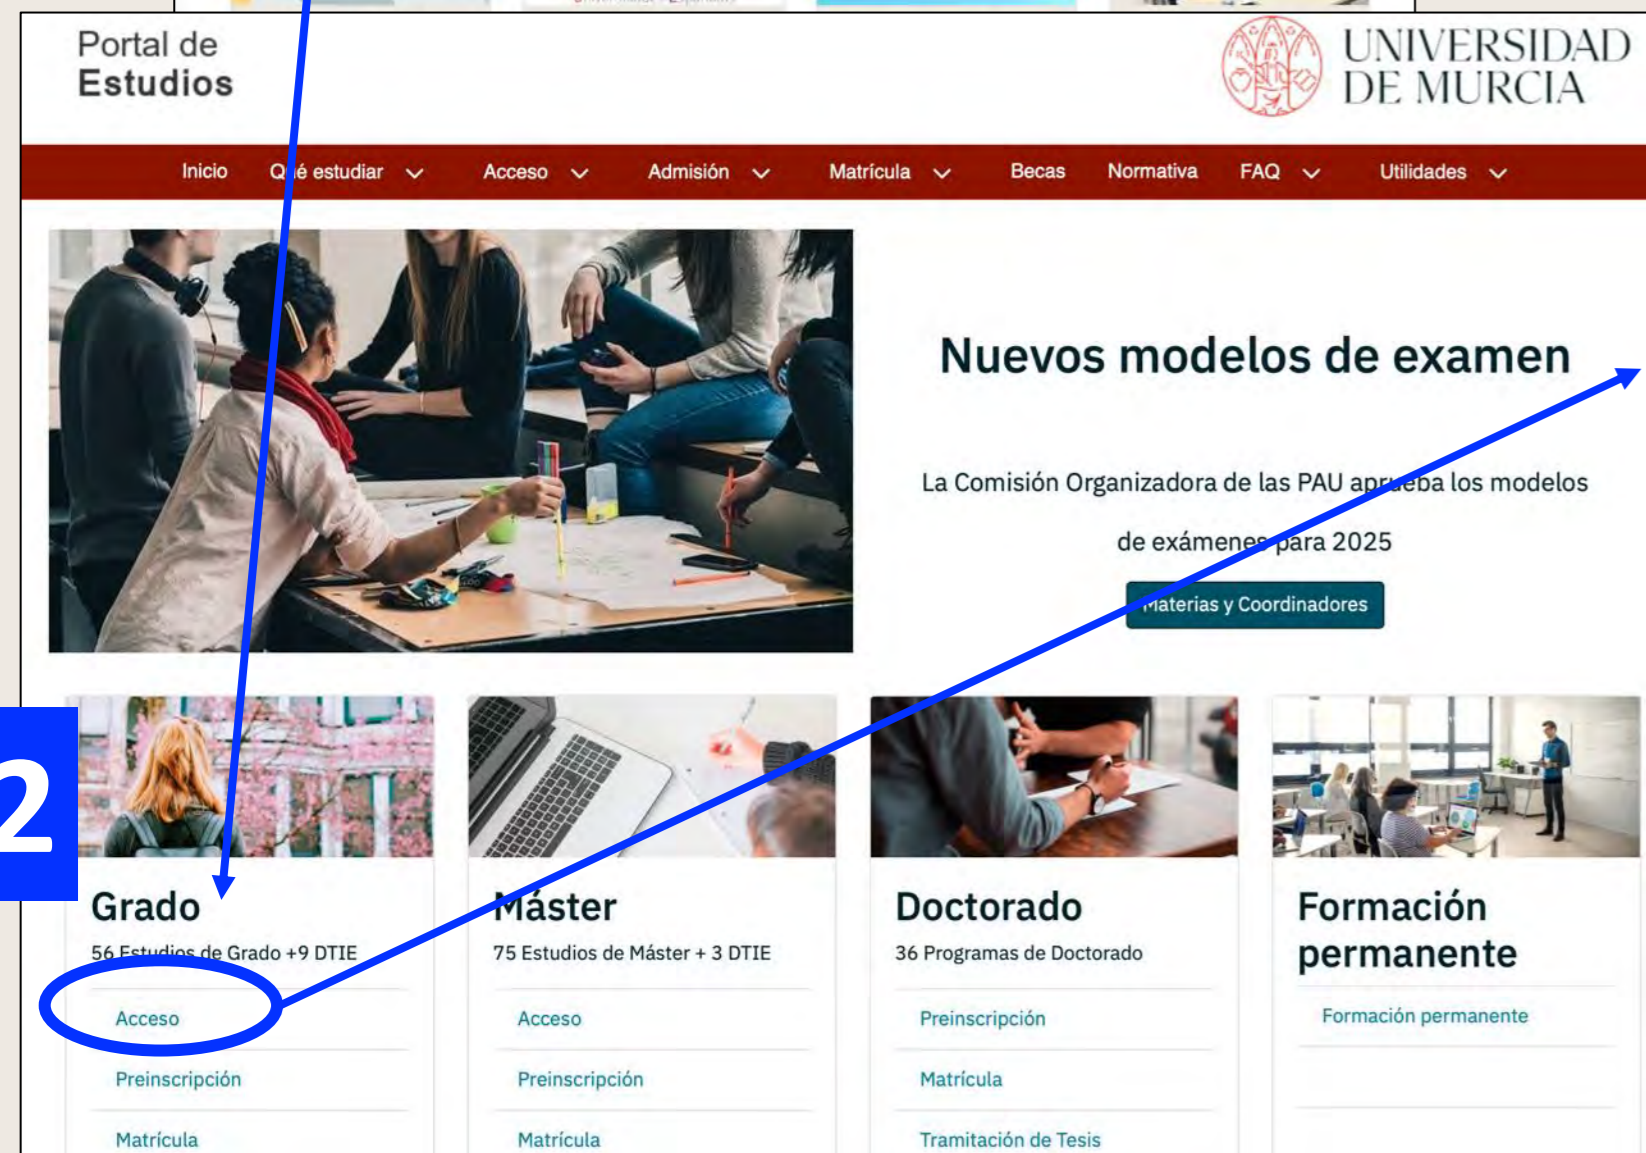 Portal de
Estudios
UNIVERSIDAD
DE MURCIA
Inicio Qué estudiar Acceso Admisión Matrícula Becas Normativa FAQ Utilidades
Nuevos modelos de examen
La Comisión Organizadora de las PAU aprueba los modelos
de exámenes para 2025
Materias y Coordinadores
2
Grado
56 Estudios de Grado +9 DTIE
Acceso
Preinscripción
Matrícula
Máster
75 Estudios de Máster + 3 DTIE
Acceso
Preinscripción
Matrícula
Doctorado
36 Programas de Doctorado
Preinscripción
Matrícula
Tramitación de Tesis
Formación
permanente
Formación permanente